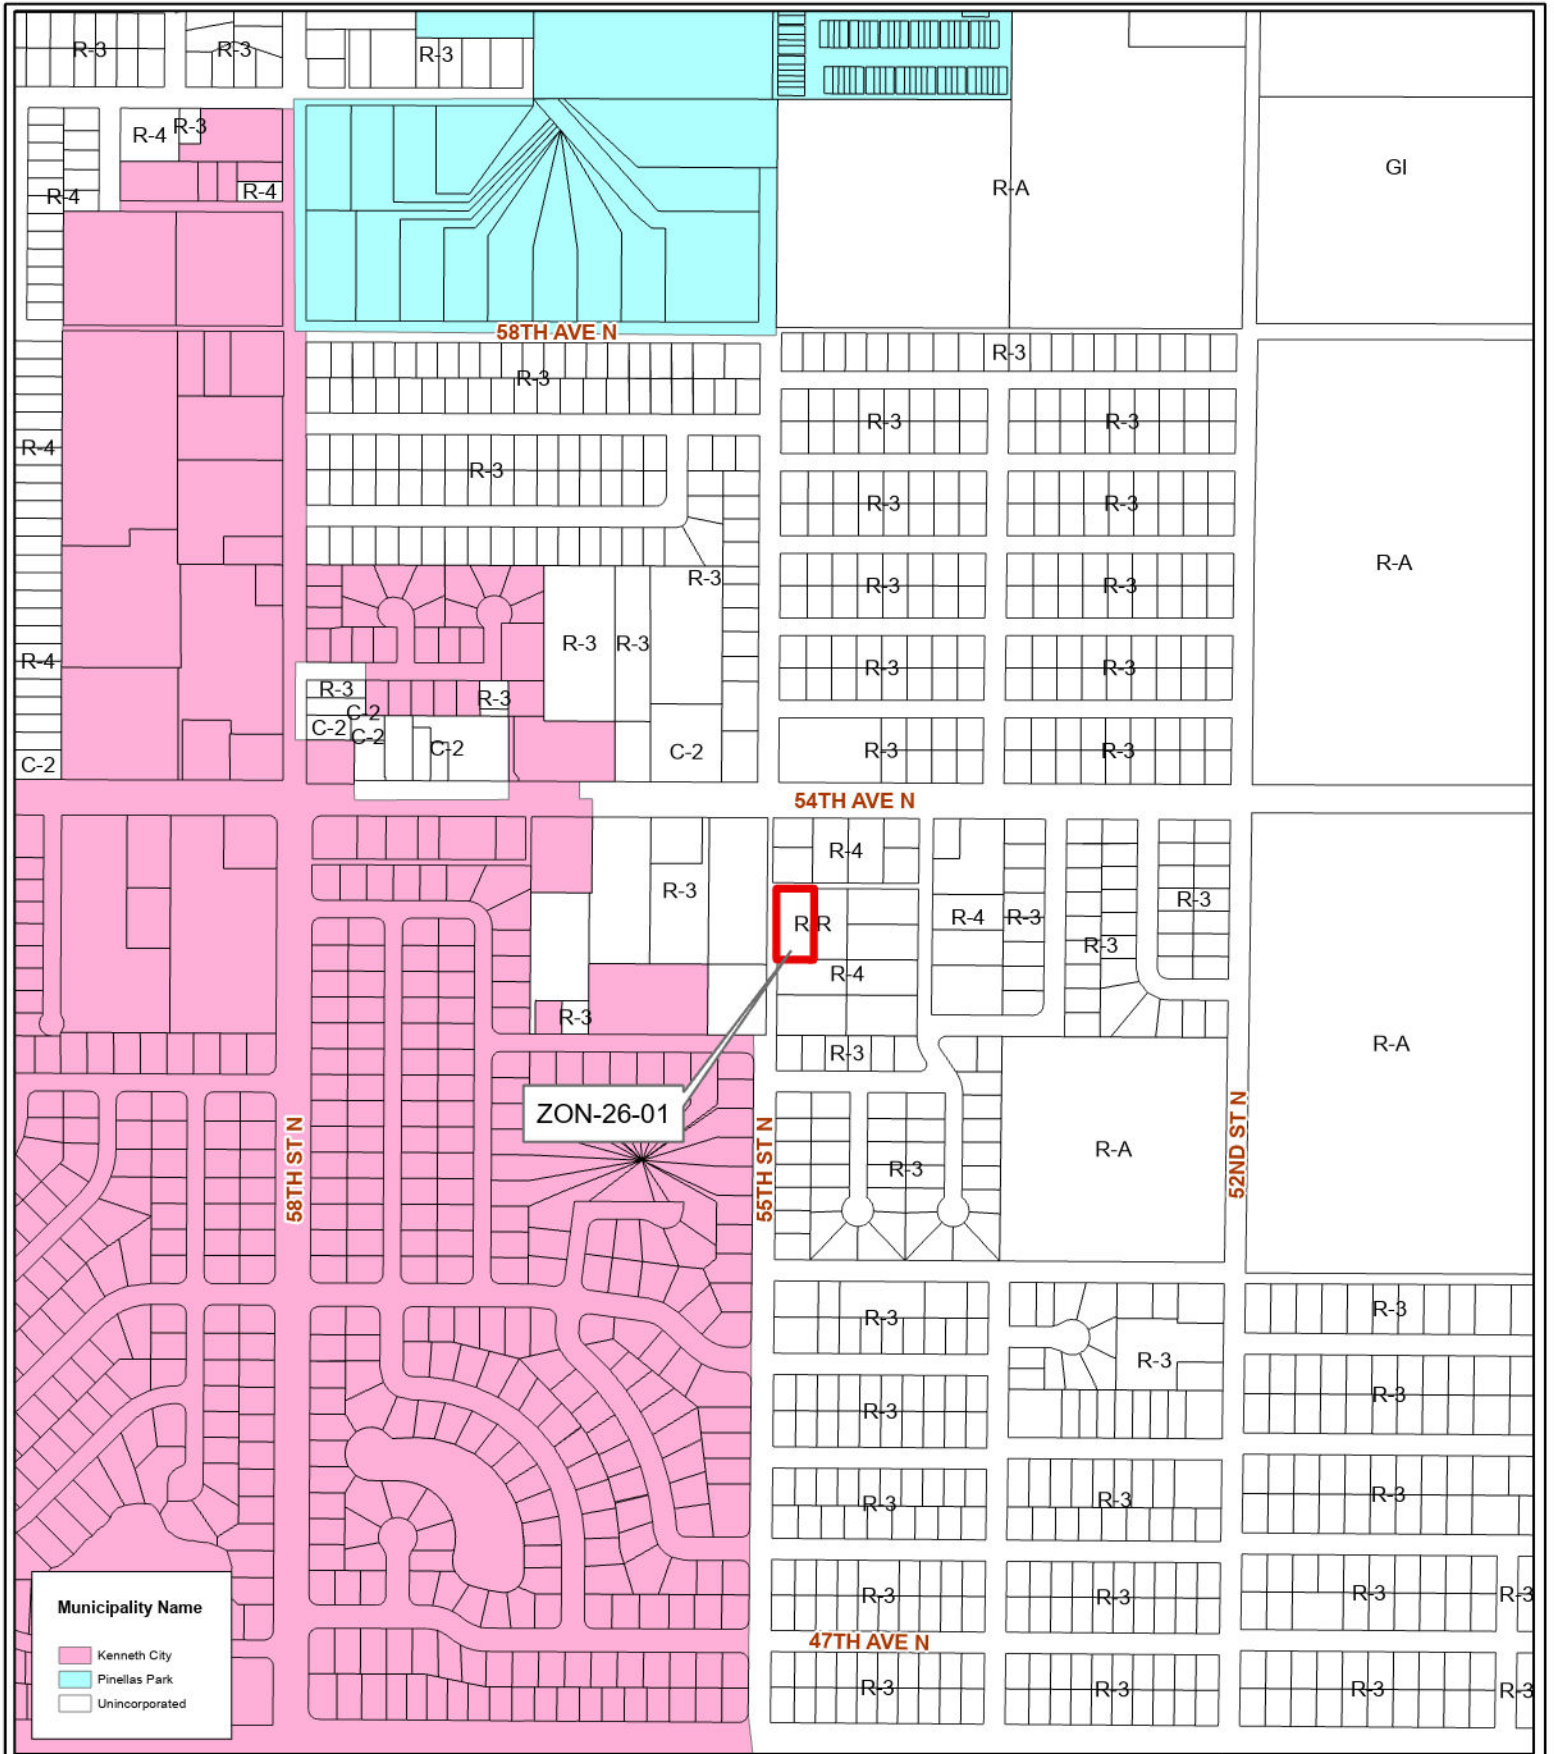 R-3
R-3
R-3
R-4
R-3
R-4
R-4
R-A
GI
58TH AVE N
R-3
R-3
R-3
R-3
R-4
R-3
R-3
R-3
R-A
R-3
R-3
R-3
R-3
R-3
R-4
R-3
R-3
R-3
R-3
R-3
C-2
C-2
C-2
C-2
C-2
C-2
R-3
R-3
54TH AVE N
R-4
R-3
R-3
RR
R-4
R-3
R-3
R-4
R-3
R-3
R-A
ZON-26-01
58TH ST N
55TH ST N
52ND ST N
R-A
R-3
R-3
R-3
R-3
R-3
R-3
R-3
R-3
R-3
R-3
R-3
R-3
R-3
47TH AVE N
R-3
R-3
R-3
R-3
Municipality Name
Kenneth City
Pinellas Park
Unincorporated